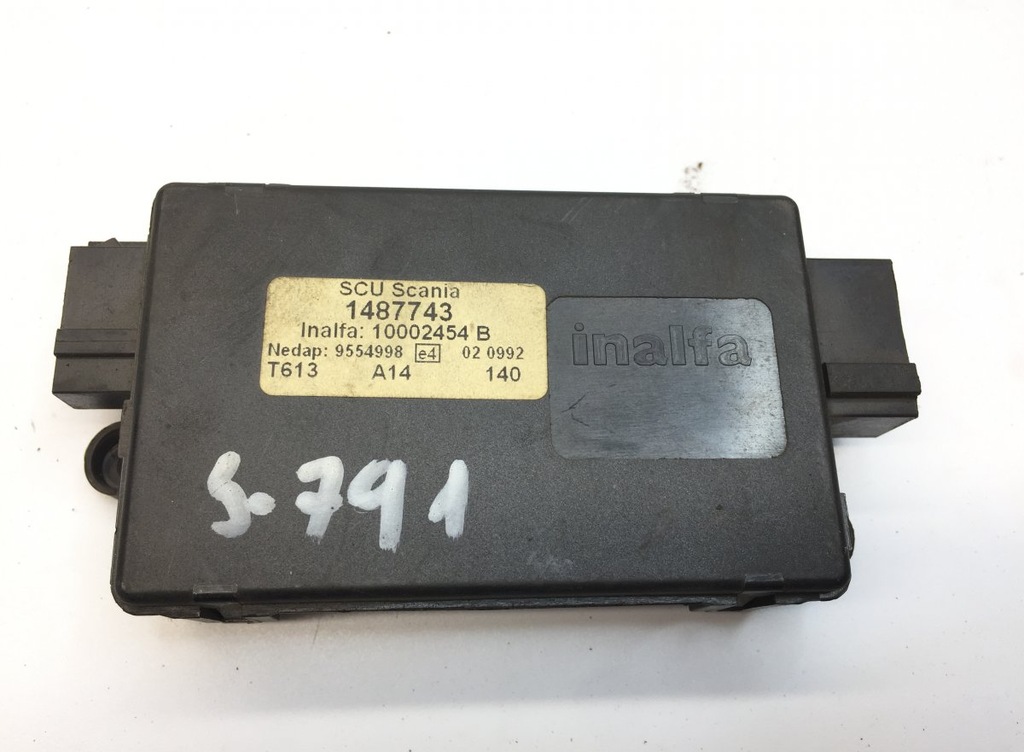 SCU Scania
1487743
Inalfa: 10002454 B
Nedap: 9554998 e4 02 0992
T613 A14 140
inalfa
S-791